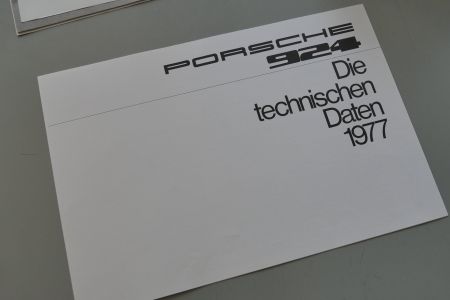 PORSCHE
924
Die
technischen
Daten
1977